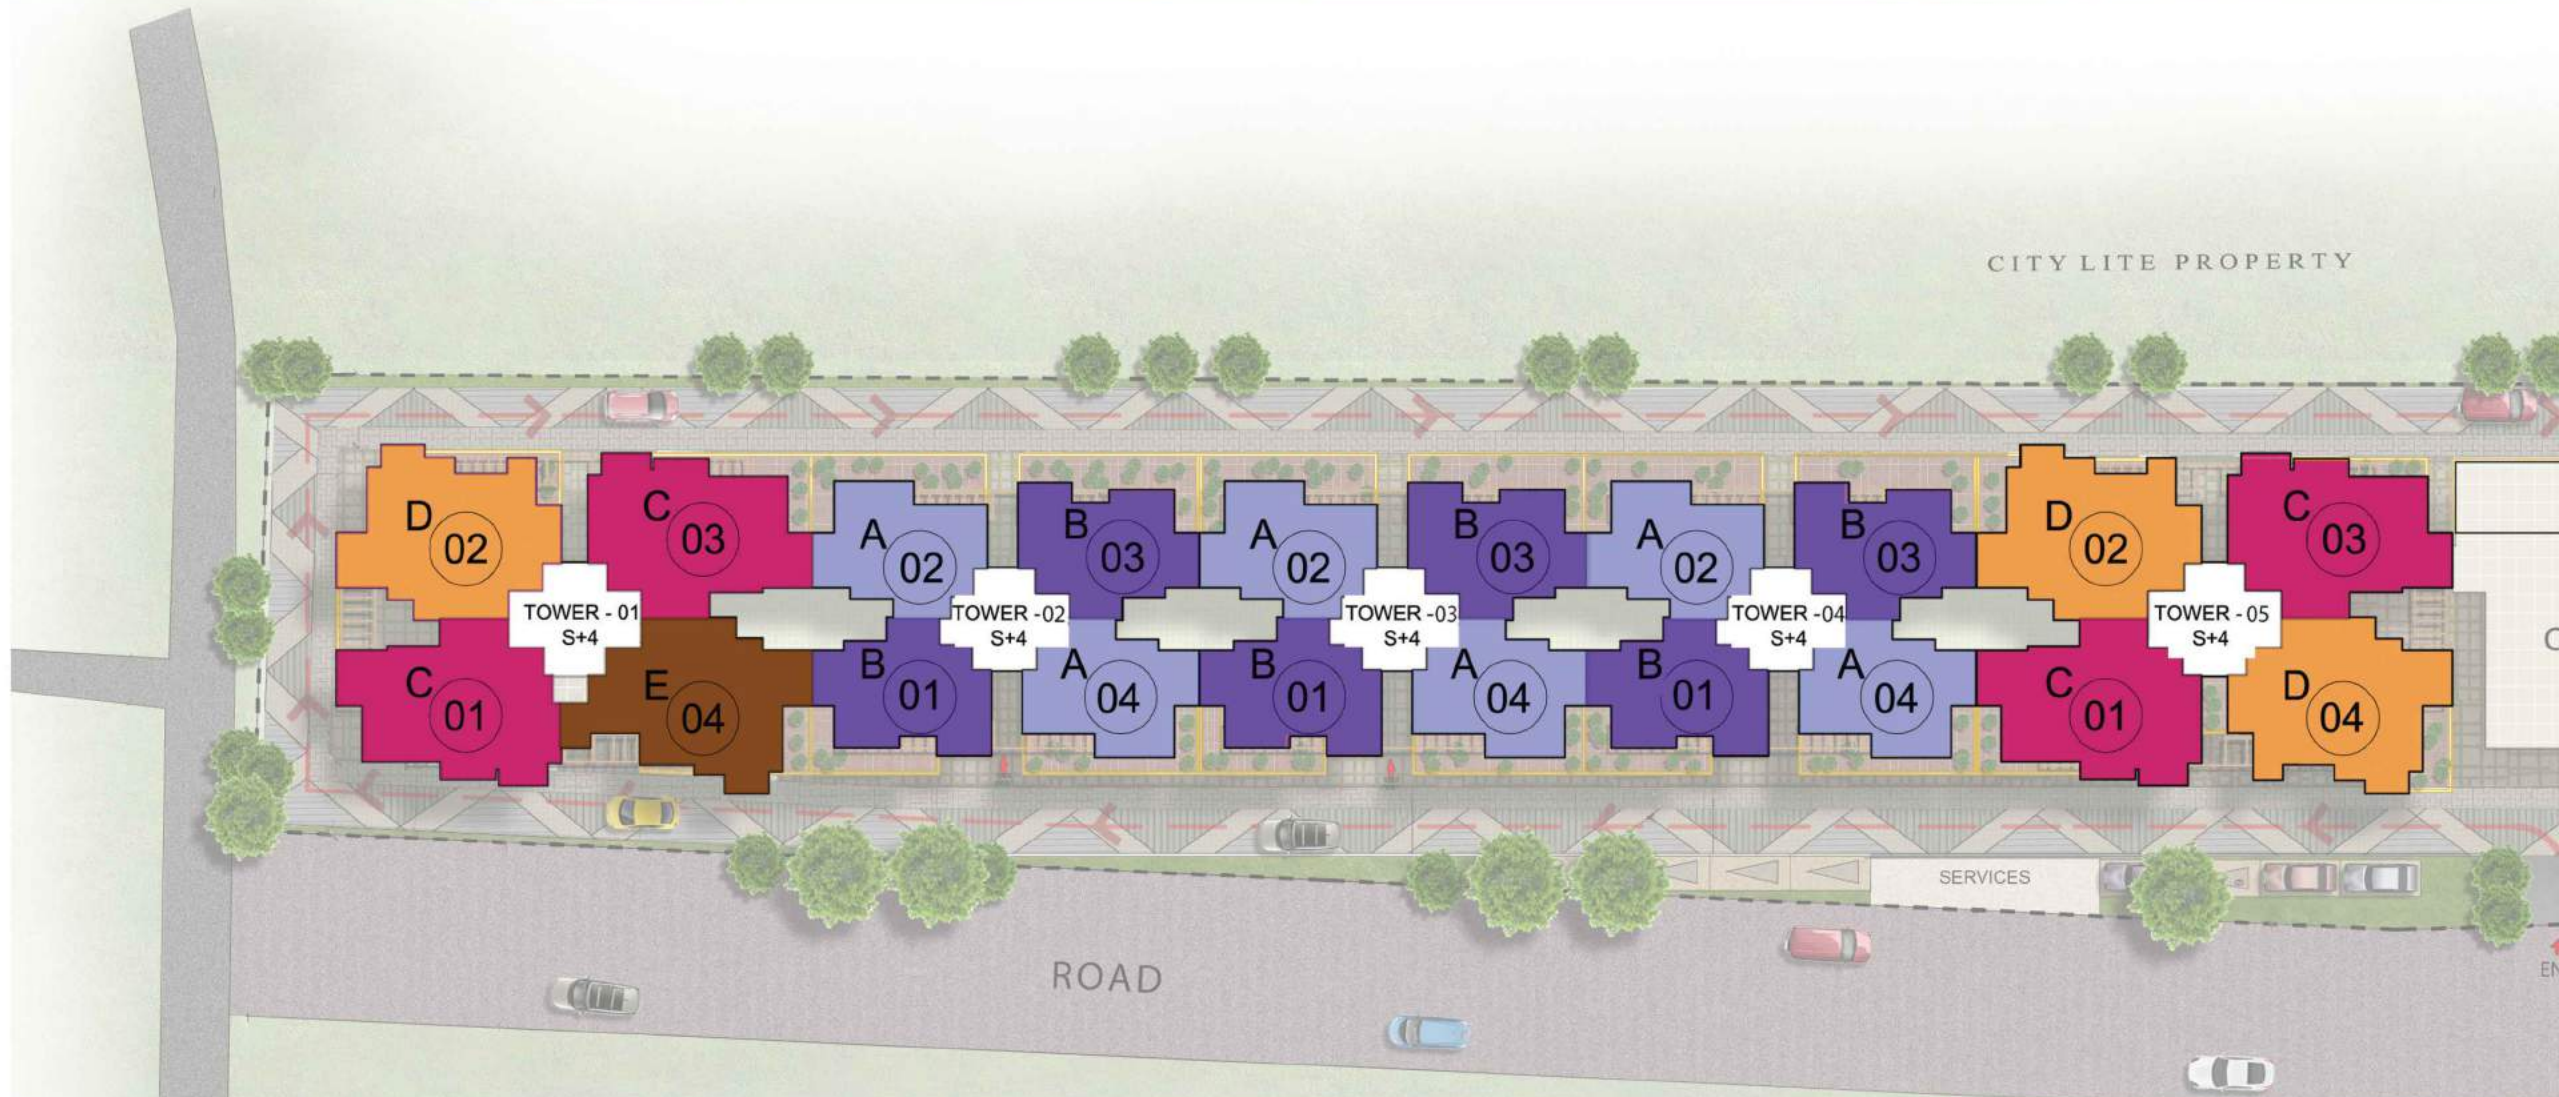 CITY LITE PROPERTY
D
02
C
03
A
02
B
03
A
02
B
03
A
02
B
03
D
02
C
03
TOWER - 01
S+4
TOWER -02
S+4
TOWER -03
S+4
TOWER -04
S+4
TOWER - 05
S+4
C
01
E
04
B
01
A
04
B
01
A
04
B
01
A
04
C
01
D
04
SERVICES
ROAD